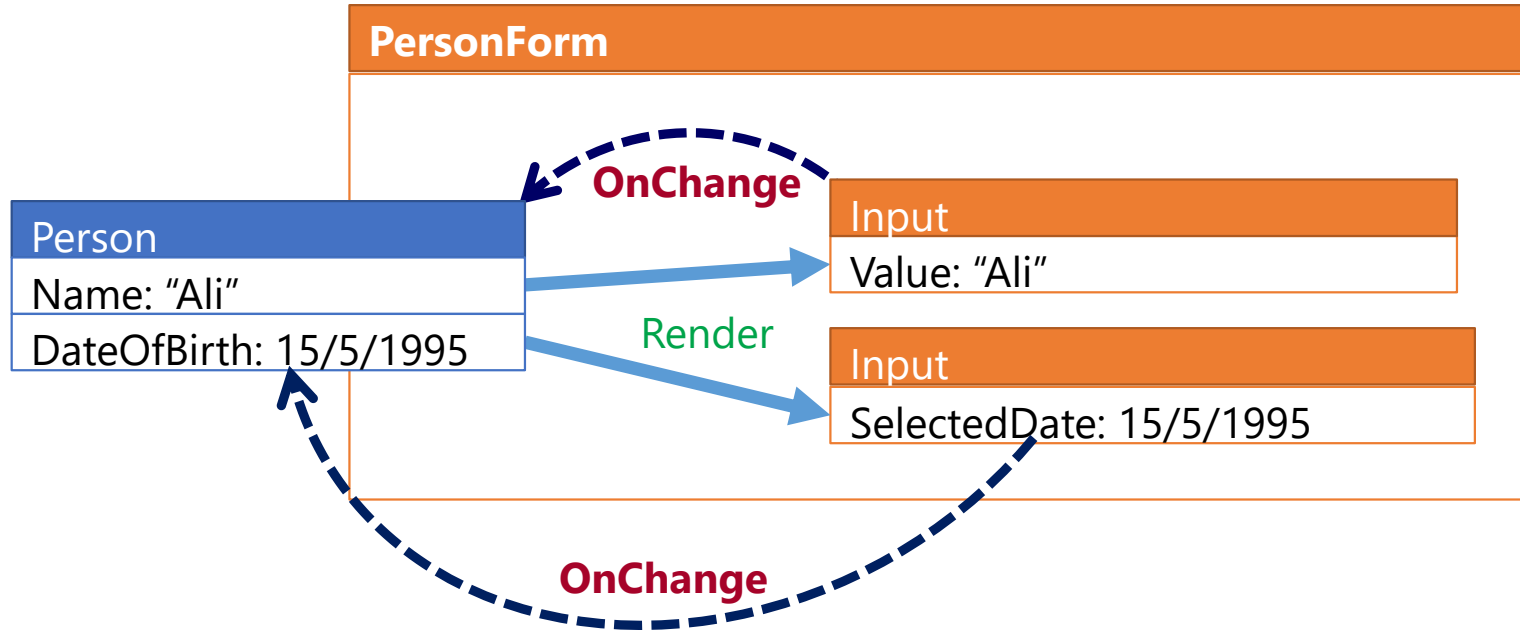 PersonForm
OnChange
Person
Name: “Ali”
DateOfBirth: 15/5/1995
Input
Value: “Ali”
Render
Input
SelectedDate: 15/5/1995
OnChange